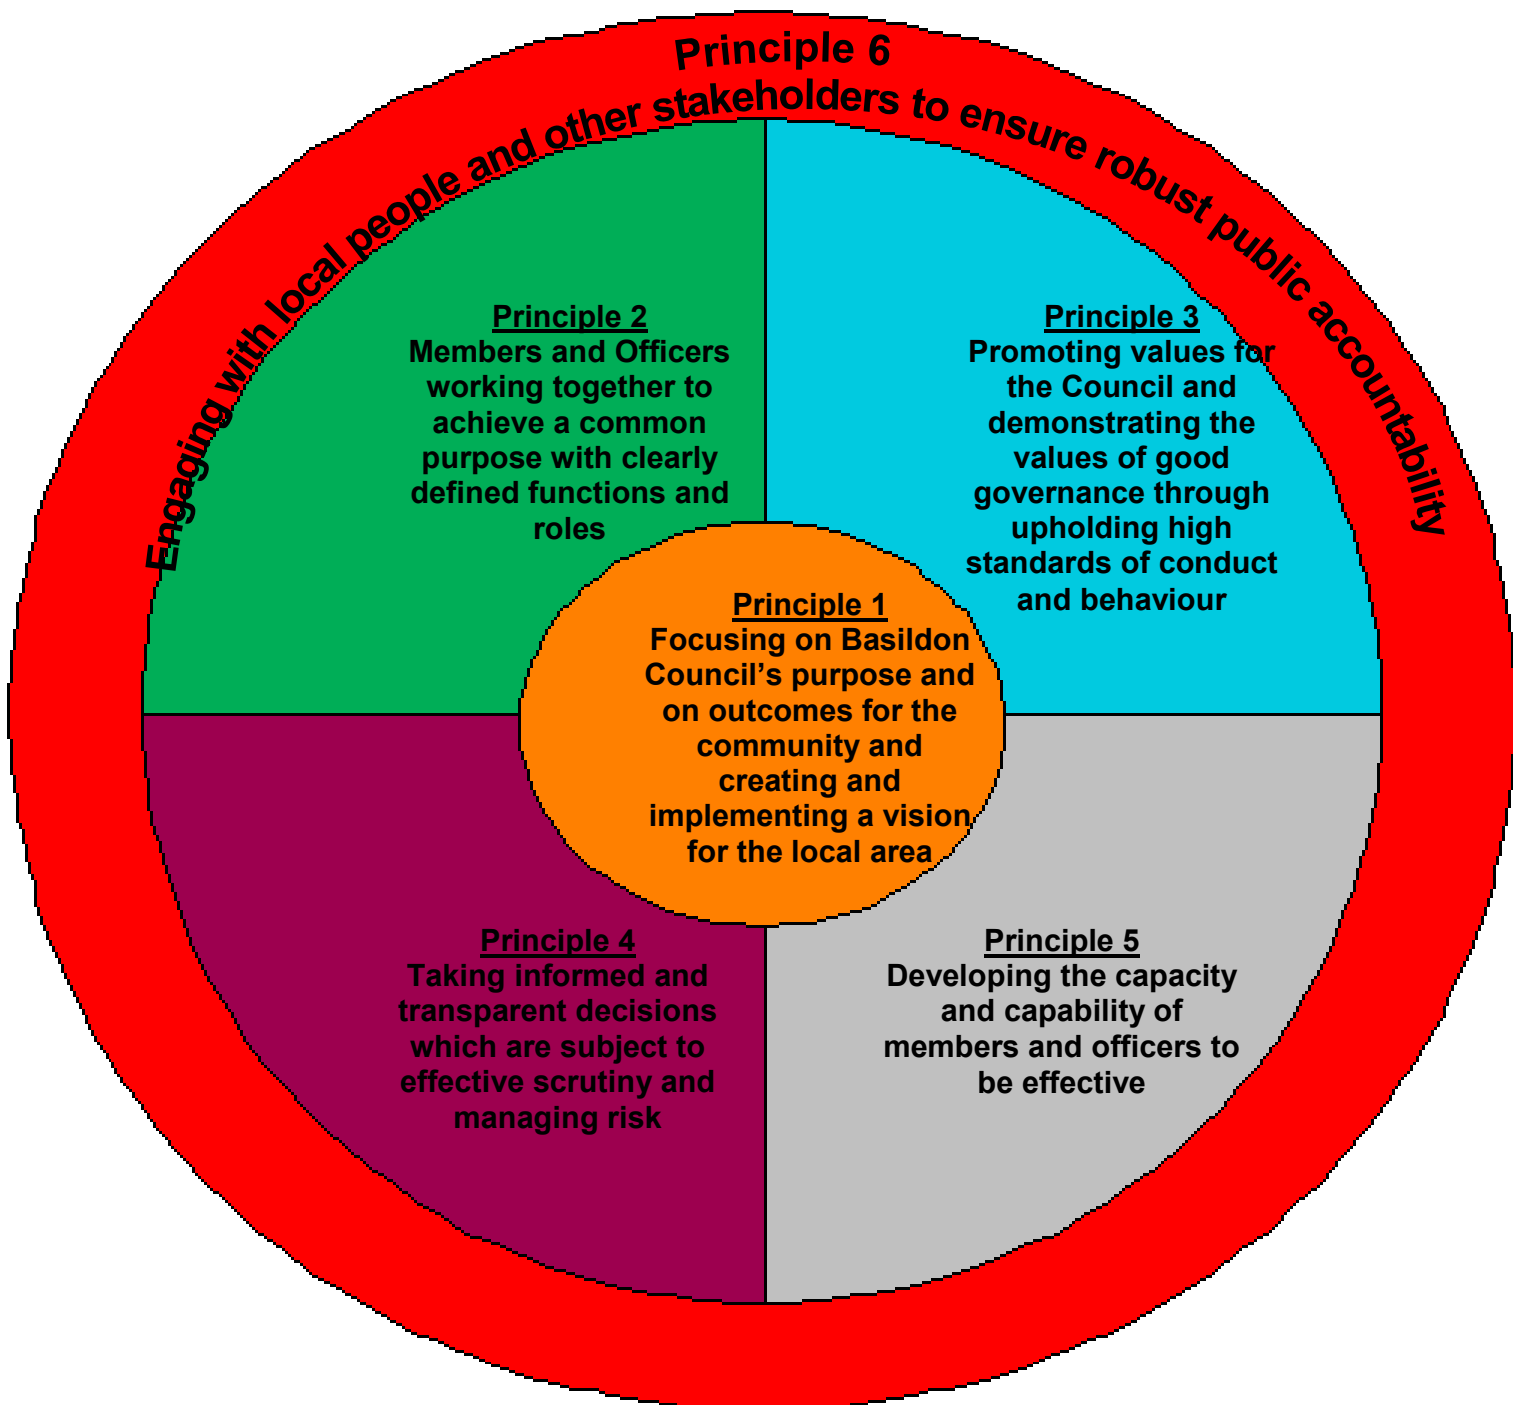 Principle 6
Engaging with local people and other stakeholders to ensure robust public accountability
Principle 2
Members and Officers
working together to
achieve a common
purpose with clearly
defined functions and
roles
Principle 3
Promoting values for
the Council and
demonstrating the
values of good
governance through
upholding high
standards of conduct
and behaviour
Principle 1
Focusing on Basildon
Council’s purpose and
on outcomes for the
community and
creating and
implementing a vision
for the local area
Principle 4
Taking informed and
transparent decisions
which are subject to
effective scrutiny and
managing risk
Principle 5
Developing the capacity
and capability of
members and officers to
be effective